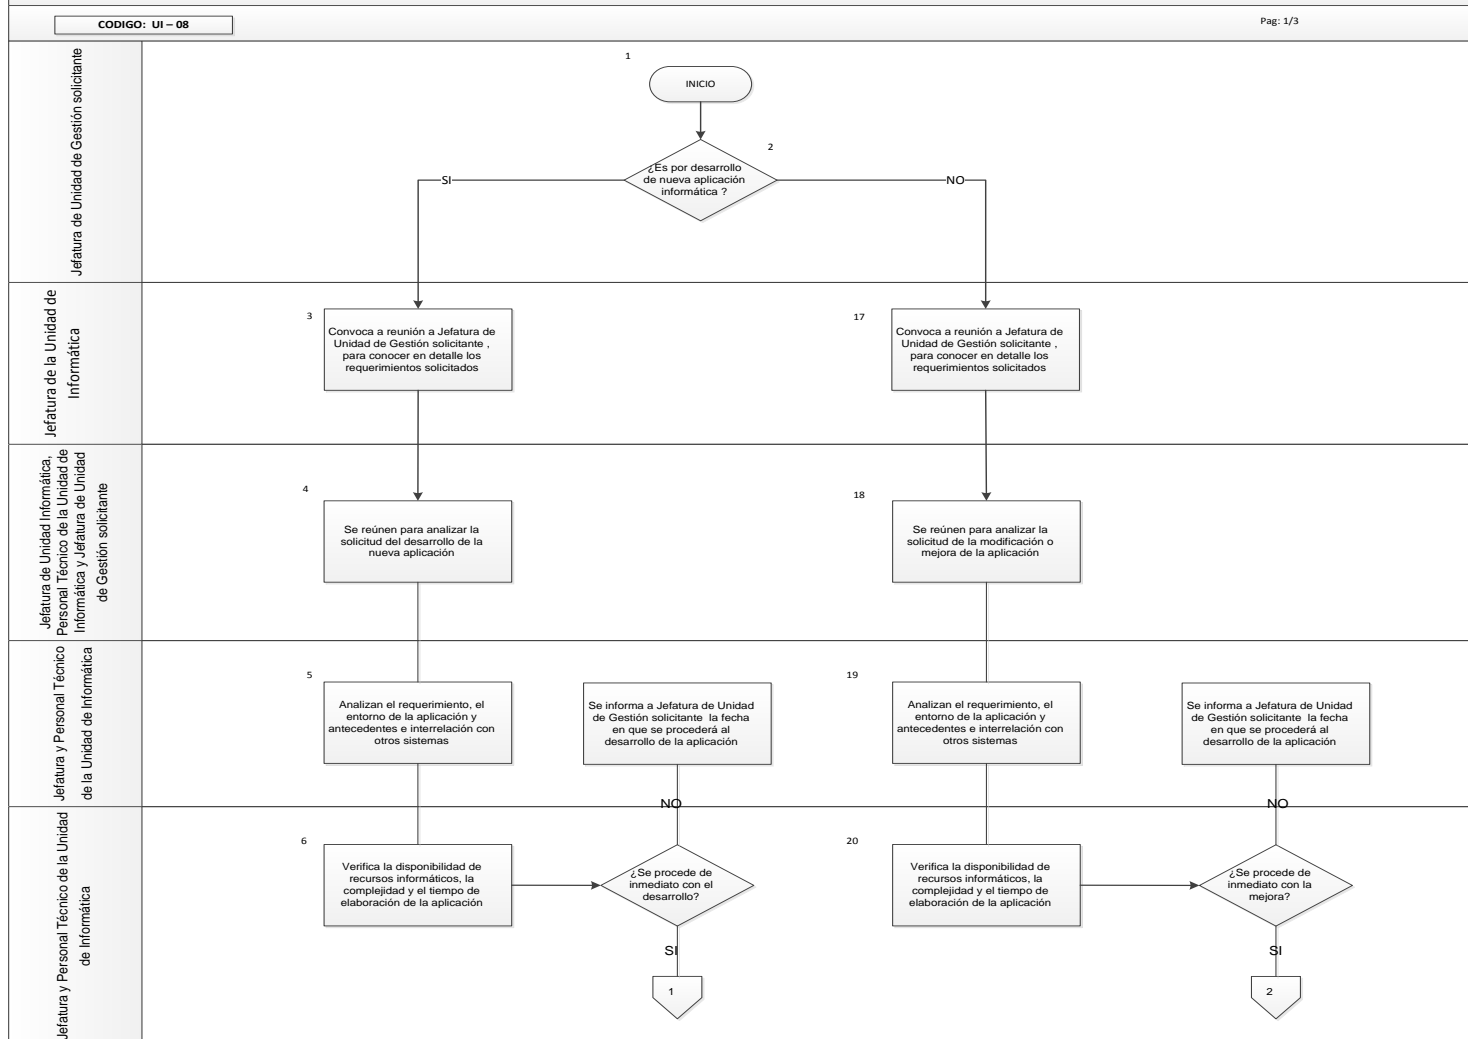 CODIGO: UI – 08
Pag: 1/3
Jefatura de Unidad de Gestión solicitante
1
INICIO
2
¿Es por desarrollo
de nueva aplicación
informática ?
SI
NO
Jefatura de la Unidad de
Informática
3
Convoca a reunión a Jefatura de
Unidad de Gestión solicitante ,
para conocer en detalle los
requerimientos solicitados
17
Convoca a reunión a Jefatura de
Unidad de Gestión solicitante ,
para conocer en detalle los
requerimientos solicitados
Jefatura de Unidad Informática,
Personal Técnico de la Unidad de
Informática y Jefatura de Unidad
de Gestión solicitante
4
Se reúnen para analizar la
solicitud del desarrollo de la
nueva aplicación
18
Se reúnen para analizar la
solicitud de la modificación o
mejora de la aplicación
Jefatura y Personal Técnico
de la Unidad de Informática
5
Analizan el requerimiento, el
entorno de la aplicación y
antecedentes e interrelación con
otros sistemas
Se informa a Jefatura de Unidad
de Gestión solicitante la fecha
en que se procederá al
desarrollo de la aplicación
19
Analizan el requerimiento, el
entorno de la aplicación y
antecedentes e interrelación con
otros sistemas
Se informa a Jefatura de Unidad
de Gestión solicitante la fecha
en que se procederá al
desarrollo de la aplicación
NO
NO
Jefatura y Personal Técnico de la Unidad
de Informática
6
Verifica la disponibilidad de
recursos informáticos, la
complejidad y el tiempo de
elaboración de la aplicación
¿Se procede de
inmediato con el
desarrollo?
20
Verifica la disponibilidad de
recursos informáticos, la
complejidad y el tiempo de
elaboración de la aplicación
¿Se procede de
inmediato con la
mejora?
SI
SI
1
2